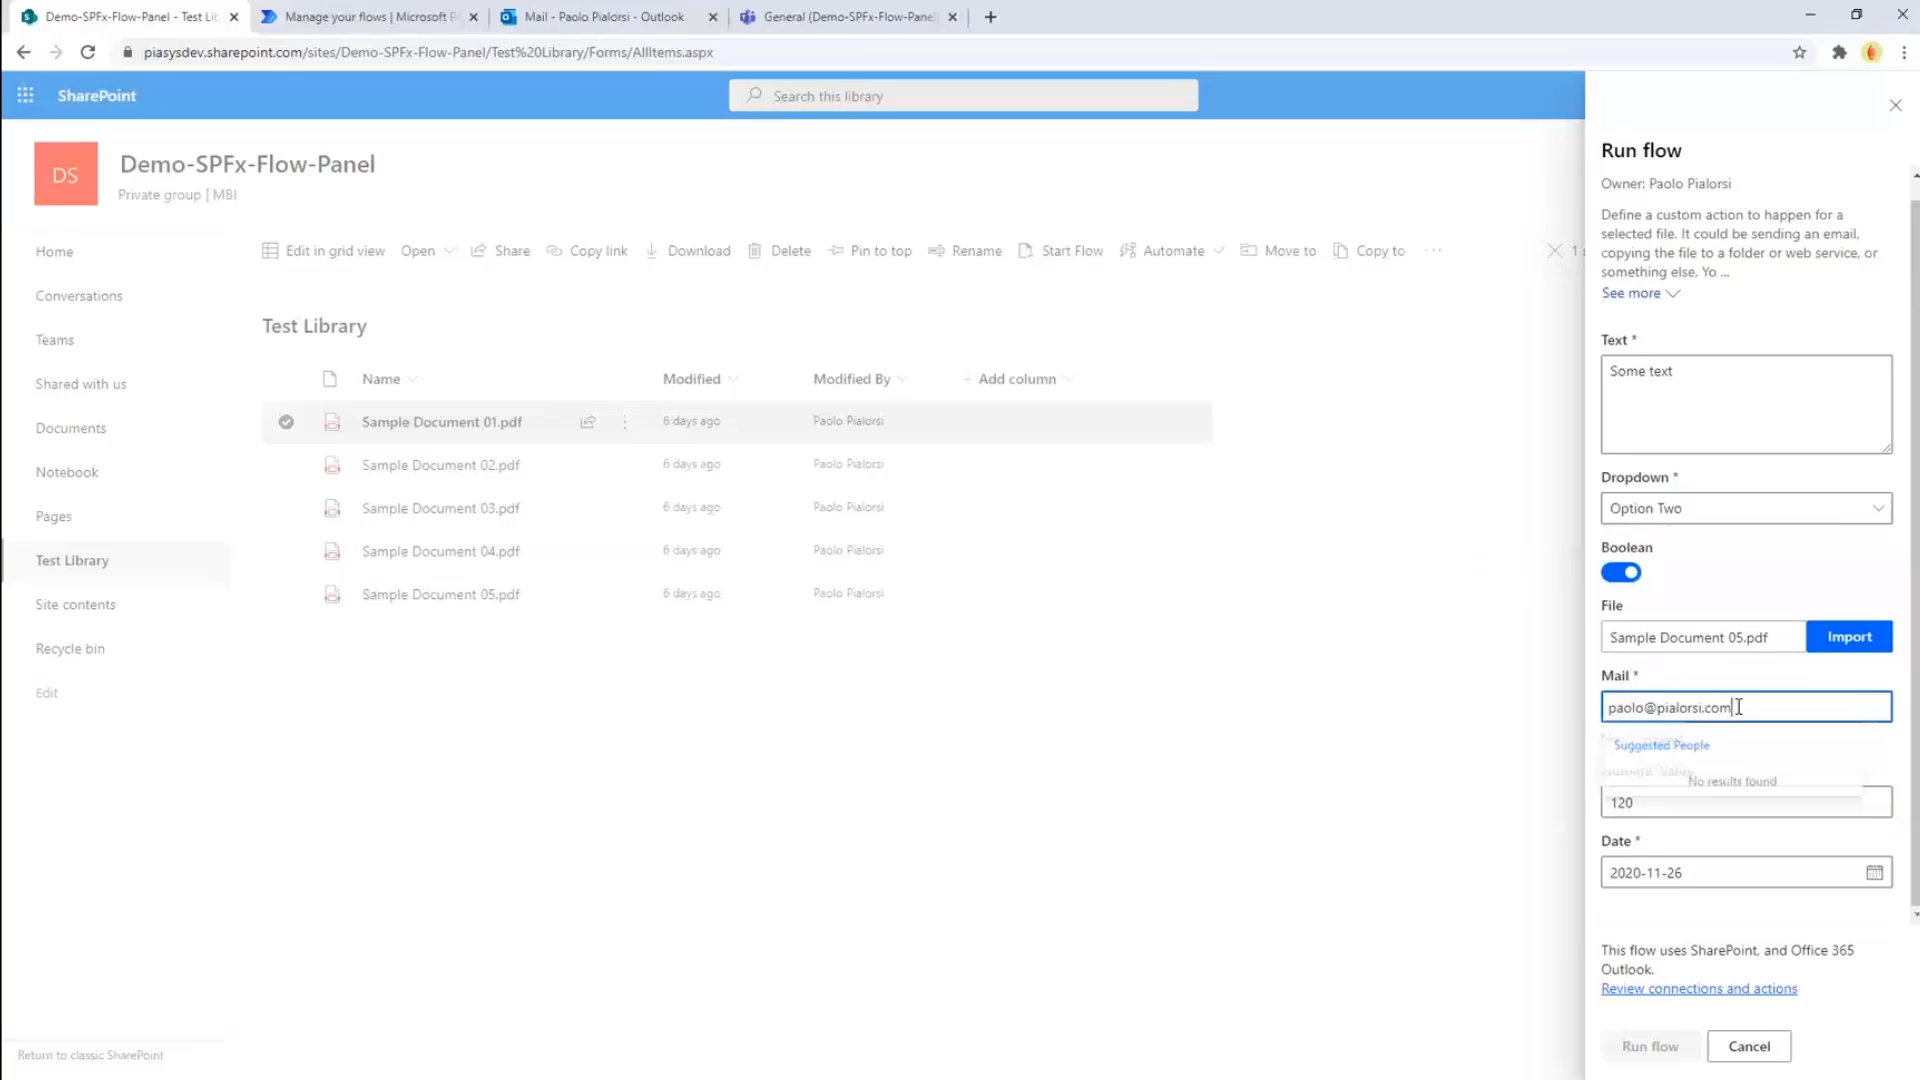 Demo-SPFx-Flow-Panel - Test Lib
Manage your flows | Microsoft P
Mail - Paolo Pialorsi - Outlook
General (Demo-SPFx-Flow-Panel
piasysdev.sharepoint.com/sites/Demo-SPFx-Flow-Panel/Test%20Library/Forms/AllItems.aspx
SharePoint
Search this library
DS
Demo-SPFx-Flow-Panel
Private group | MBI
Home
Conversations
Teams
Shared with us
Documents
Notebook
Pages
Test Library
Site contents
Recycle bin
Edit
Return to classic SharePoint
Edit in grid view Open Share Copy link Download Delete Pin to top Rename Start Flow Automate Move to Copy to ··· 1
Test Library
Name Modified Modified By + Add column
Sample Document 01.pdf 6 days ago Paolo Pialorsi
Sample Document 02.pdf 6 days ago Paolo Pialorsi
Sample Document 03.pdf 6 days ago Paolo Pialorsi
Sample Document 04.pdf 6 days ago Paolo Pialorsi
Sample Document 05.pdf 6 days ago Paolo Pialorsi
Run flow
Owner: Paolo Pialorsi
Define a custom action to happen for a
selected file. It could be sending an email,
copying the file to a folder or web service, or
something else. Yo ...
See more
Text *
Some text
Dropdown *
Option Two
Boolean
File
Sample Document 05.pdf Import
Mail *
paolo@pialorsi.com
Suggested People
No results found
120
Date *
2020-11-26
This flow uses SharePoint, and Office 365
Outlook.
Review connections and actions
Run flow Cancel